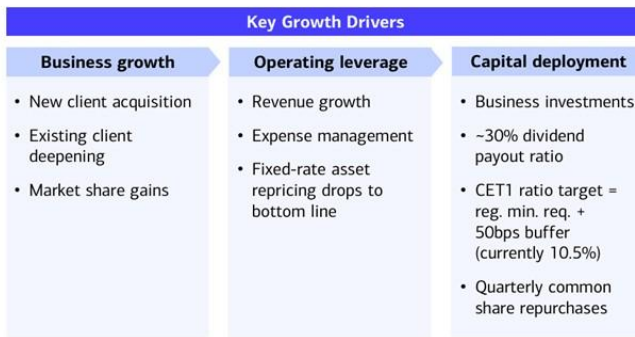 Key Growth Drivers
Business growth
• New client acquisition
• Existing client
deepening
• Market share gains
Operating leverage
• Revenue growth
• Expense management
• Fixed-rate asset
repricing drops to
bottom line
Capital deployment
• Business investments
• ~30% dividend
payout ratio
• CET1 ratio target =
reg. min. req. +
50bps buffer
(currently 10.5%)
• Quarterly common
share repurchases